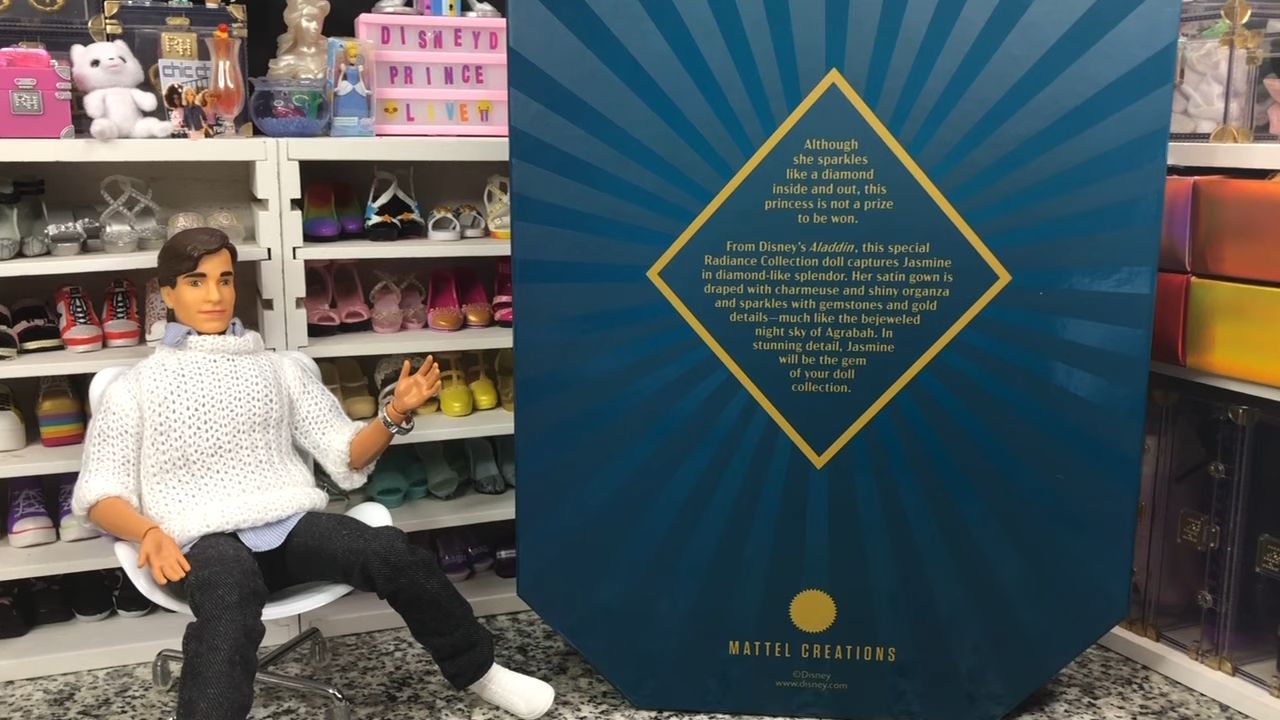 DISNEYD
PRINCE
LIVE
RH
chic c
Although
she sparkles
like a diamond
inside and out, this
princess is not a prize
to be won.
From Disney's Aladdin, this special
Radiance Collection doll captures Jasmine
in diamond-like splendor. Her satin gown is
draped with charmeuse and shiny organza
and sparkles with gemstones and gold
details—much like the bejeweled
night sky of Agrabah. In
stunning detail, Jasmine
will be the gem
of your doll
collection.
MATTEL CREATIONS
©Disney
www.disney.com